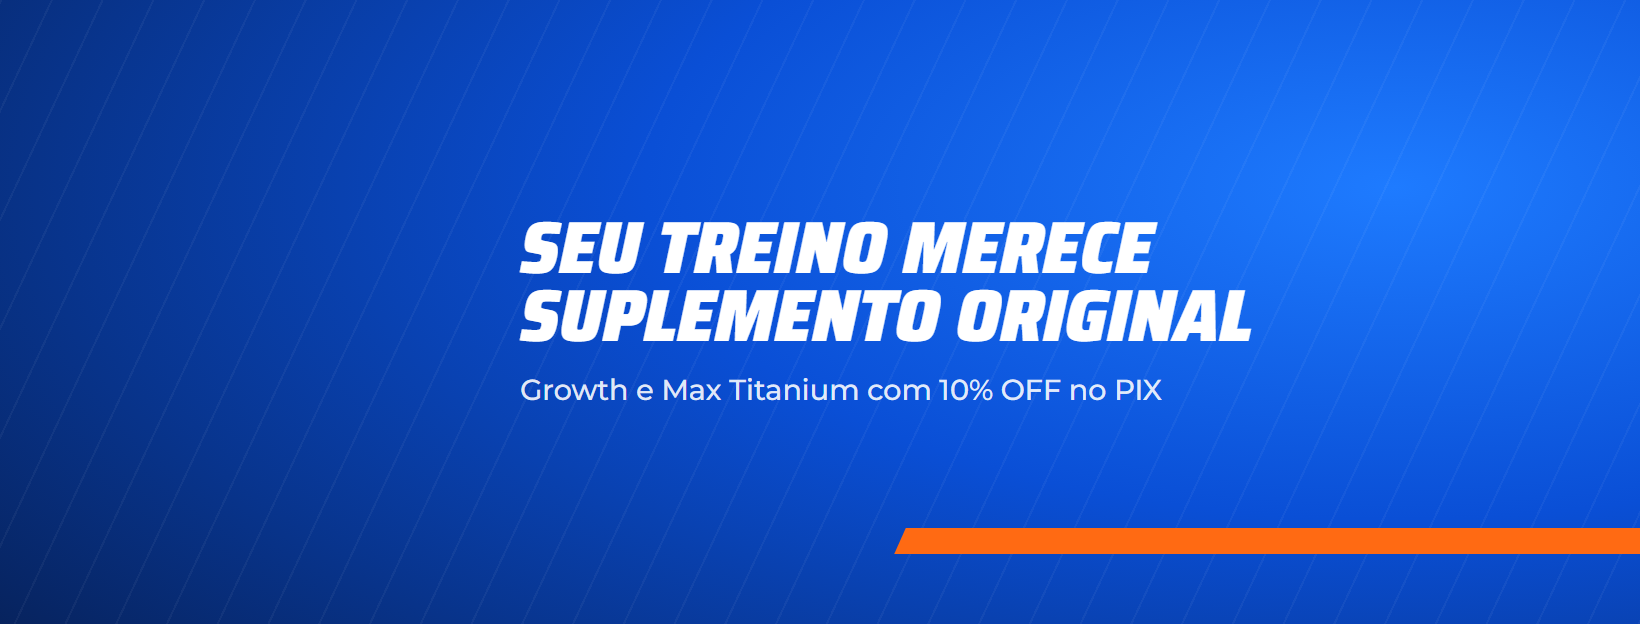 SEU TREINO MERECE
SUPLEMENTO ORIGINAL
Growth e Max Titanium com 10% OFF no PIX